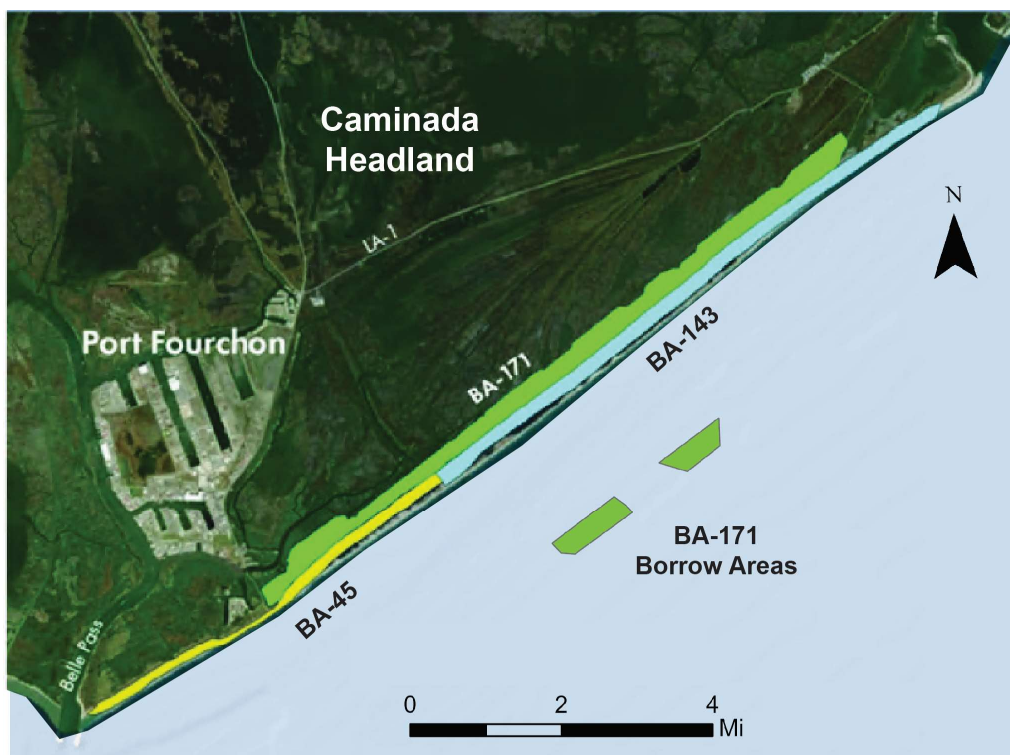 Caminada
Headland
N
LA-1
Port Fourchon
BA-143
BA-171
BA-171
Borrow Areas
BA-45
Belle Pass
0 2 4
Mi